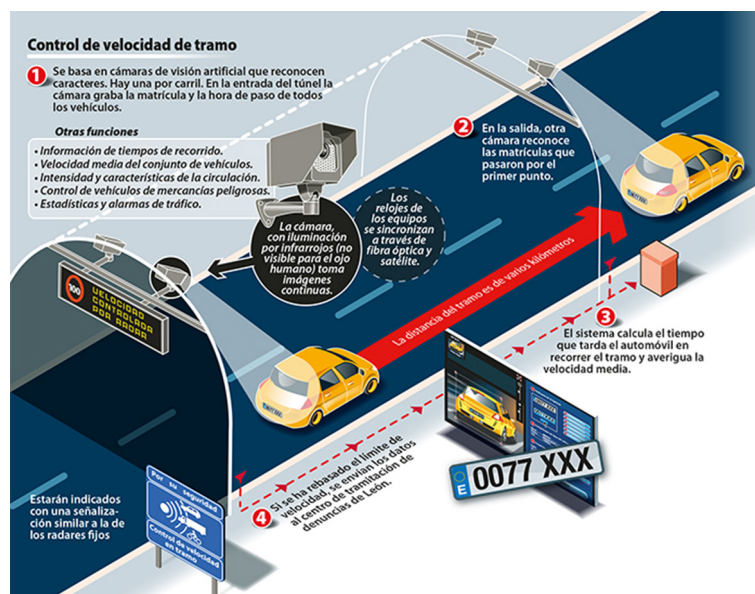 Control de velocidad de tramo
1 Se basa en cámaras de visión artificial que reconocen
caracteres. Hay una por carril. En la entrada del túnel la
cámara graba la matrícula y la hora de paso de todos
los vehículos.
Otras funciones
• Información de tiempos de recorrido.
• Velocidad media del conjunto de vehículos.
• Intensidad y características de la circulación.
• Control de vehículos de mercancías peligrosas.
• Estadísticas y alarmas de tráfico.
2 En la salida, otra
cámara reconoce
las matrículas que
pasaron por el
primer punto.
La cámara,
con iluminación
por infrarrojos (no
visible para el ojo
humano) toma
imágenes
continuas.
Los
relojes de
los equipos
se sincronizan
a través de
fibra óptica y
satélite.
100
VELOCIDAD
CONTROLADA
POR RADAR
La distancia del tramo es de varios kilómetros
3
El sistema calcula el tiempo
que tarda el automóvil en
recorrer el tramo y averigua la
velocidad media.
4 Si se ha rebasado el límite de
velocidad, se envían los datos
al centro de tramitación de
denuncias de León.
E 0077 XXX
Estarán indicados
con una señaliza-
ción similar a la de
los radares fijos
Por su seguridad
Control de velocidad
en tramo